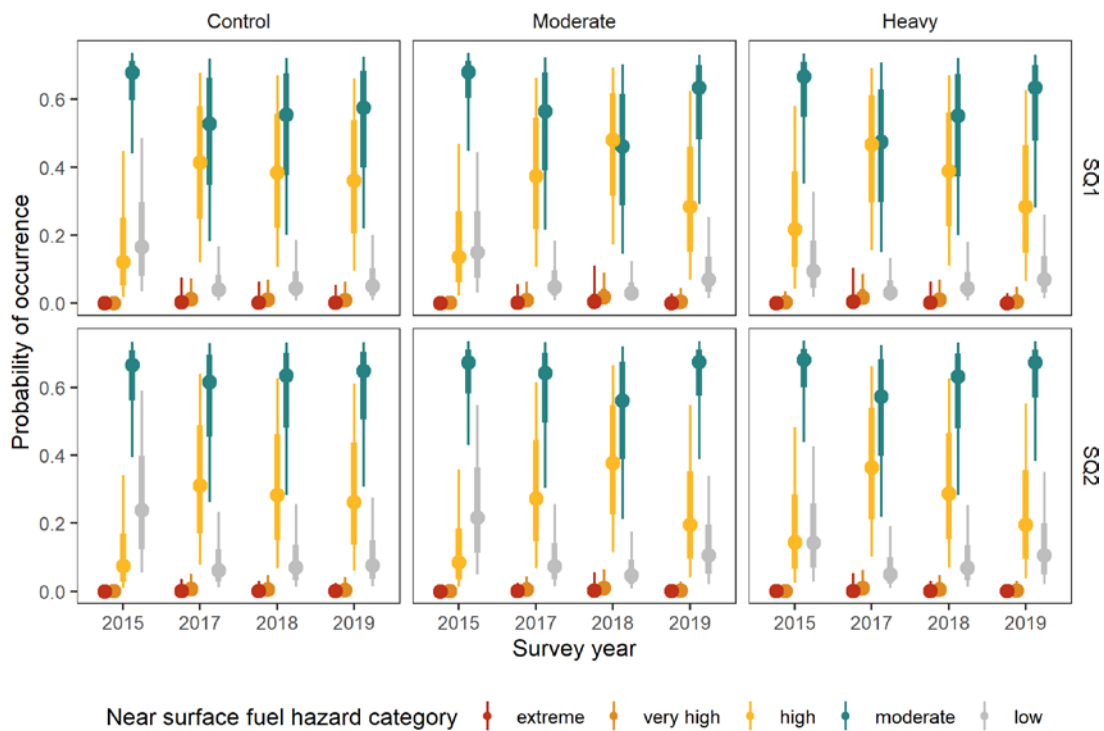 Control Moderate Heavy
Probability of occurrence
0.6
0.4
0.2
0.0
SQ1
0.6
0.4
0.2
0.0
SQ2
2015 2017 2018 2019 2015 2017 2018 2019 2015 2017 2018 2019
Survey year
Near surface fuel hazard category extreme very high high moderate low